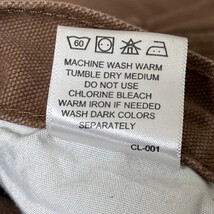 60
MACHINE WASH WARM
TUMBLE DRY MEDIUM
DO NOT USE
CHLORINE BLEACH
WARM IRON IF NEEDED
WASH DARK COLORS
SEPARATELY
CL-001